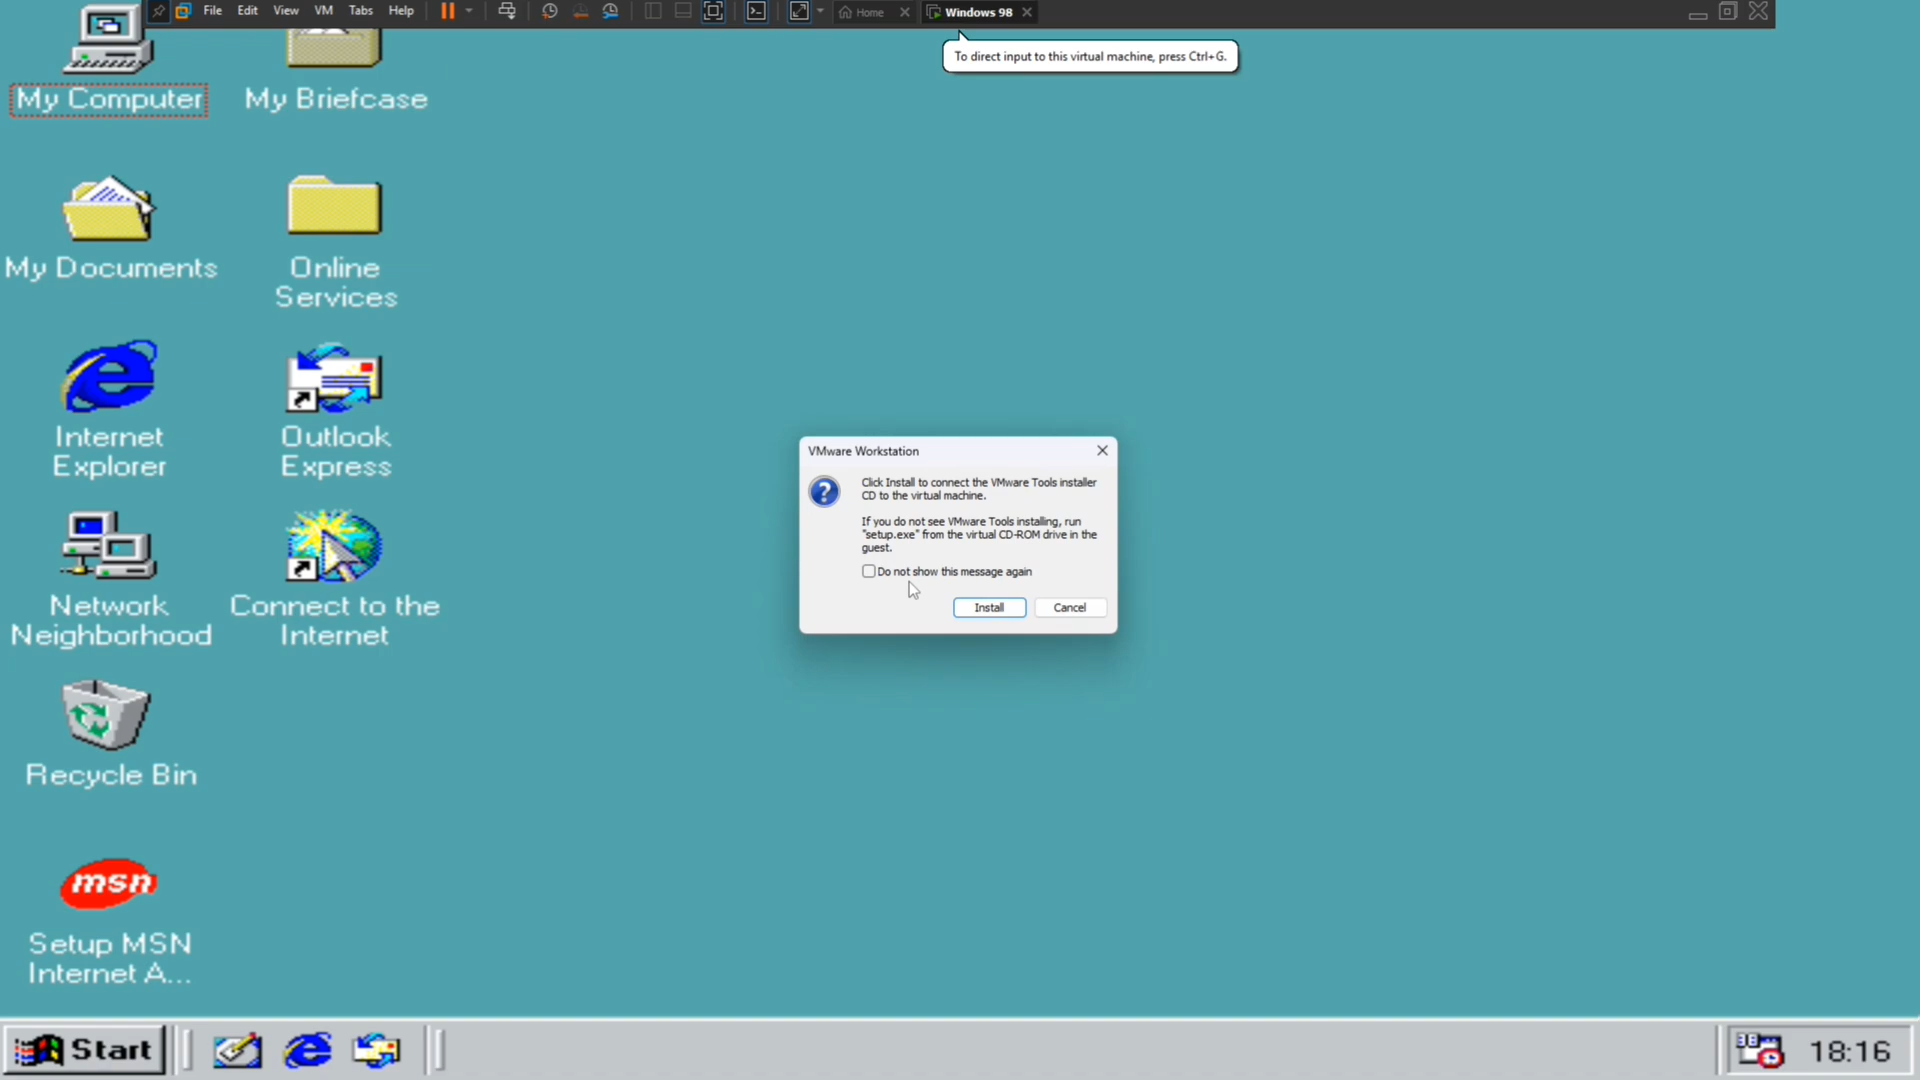 File Edit View VM Tabs Help
Home
Windows 98
To direct input to this virtual machine, press Ctrl+G.
My Computer
My Briefcase
My Documents
Online
Services
Internet
Explorer
Outlook
Express
VMware Workstation
Click Install to connect the VMware Tools installer
CD to the virtual machine.
If you do not see VMware Tools installing, run
"setup.exe" from the virtual CD-ROM drive in the
guest.
Do not show this message again
Install
Cancel
Network
Neighborhood
Connect to the
Internet
Recycle Bin
msn
Setup MSN
Internet A...
Start
18:16